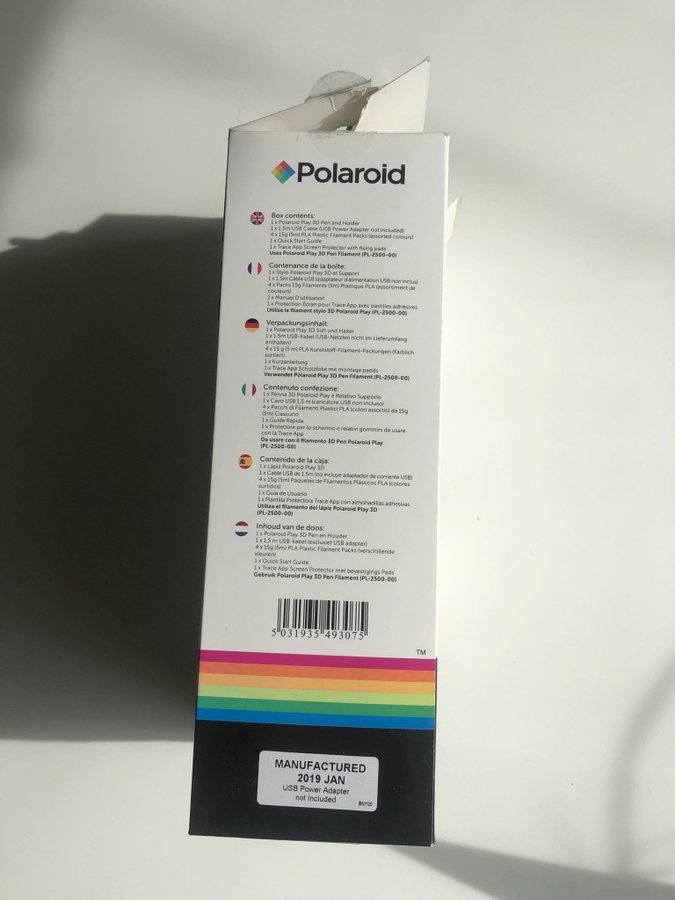 Polaroid
Box contents:
1 x Polaroid Play 3D Pen and Holder
1 x 1.5m USB Cable (USB Power Adapter not included)
4 x 15g (5m) PLA Plastic Filament Packs (assorted colours)
1 x Quick Start Guide
1 x Trace App Screen Protector with fixing pads
Uses Polaroid Play 3D Pen Filament (PL-2500-00)
Contenance de la boîte:
1 x Stylo Polaroid Play 3D et Support
1 x 1.5m Câble USB (adaptateur d'alimentation USB non inclus)
4 x Packs 15g Filaments (5m) Plastique PLA (assortiment de
couleurs)
1 x Manuel D'utilisation
1 x Protection Écran pour Trace App avec pastilles adhésives
Utilise le filament stylo 3D Polaroid Play (PL-2500-00)
Verpackungsinhalt:
1 x Polaroid Play 3D Stift und Halter
1 x 1.5m USB-Kabel (USB-Netzteil nicht im Lieferumfang
enthalten)
4 x 15 g (5 m) PLA Kunststoff-Filament-Packungen (Farblich
sortiert)
1 x Kurzanleitung
1 x Trace App Schutzfolie mit montage padds
Verwendet Polaroid Play 3D Pen Filament (PL-2500-00)
Contenuto confezione:
1 x Penna 3D Polaroid Play e Relativo Supporto
1 x Cavo USB 1,5 m (caricatore USB non incluso)
4 x Pacchi di Filamenti Plastici PLA (colori assortiti) da 15g
(5m) Ciascuno
1 x Guida Rapida
1 x Protettore per lo schermo e relativi gommini da usare
con la Trace App
Da usare con il filamento 3D Pen Polaroid Play
(PL-2500-00)
Contenido de la caja:
1 x Lápiz Polaroid Play 3D
1 x Cable USB de 1.5m (no incluye adaptador de corriente USB)
4 x 15g (5m) Paquetes de Filamentos Plásticos PLA (colores
surtidos)
1 x Guía de Usuario
1 x Plantilla Protectora Trace App con almohadillas adhesivas
Utiliza el filamento del lápiz Polaroid Play 3D
(PL-2500-00)
Inhoud van de doos:
1 x Polaroid Play 3D Pen en Houder
1 x 1,5 m USB-kabel (exclusief USB adapter)
4 x 15g (5m) PLA Plastic Filament Packs (verschillende
kleuren)
1 x Quick Start Guide
1 x Trace App Screen Protector met bevestigings Pads
Gebruik Polaroid Play 3D Pen Filament (PL-2500-00)
5 031935 493075
TM
MANUFACTURED
2019 JAN
USB Power Adapter
not included
BN1125